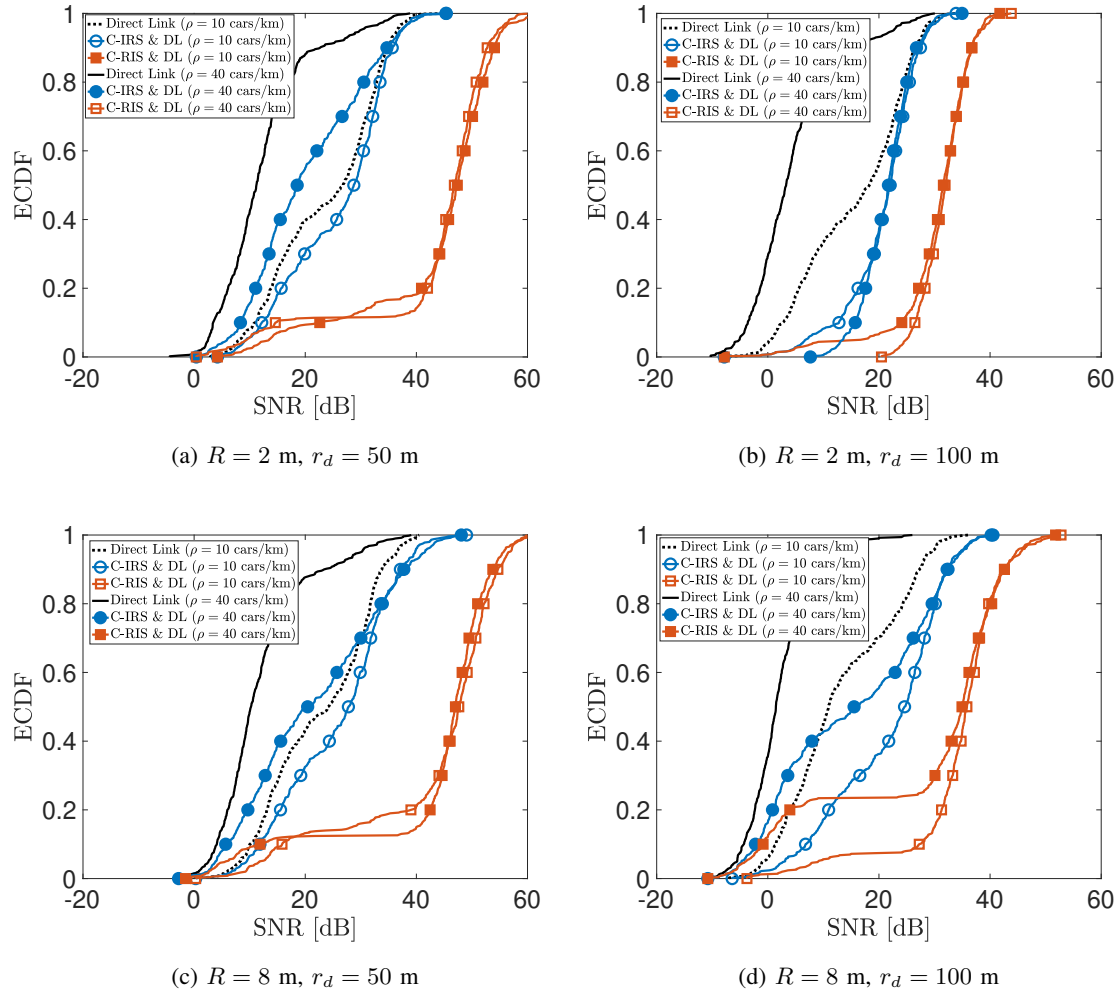 Direct Link (ρ = 10 cars/km)
C-IRS & DL (ρ = 10 cars/km)
C-RIS & DL (ρ = 10 cars/km)
Direct Link (ρ = 40 cars/km)
C-IRS & DL (ρ = 40 cars/km)
C-RIS & DL (ρ = 40 cars/km)
1
0.8
0.6
0.4
0.2
0
ECDF
-20 0 20 40 60
SNR [dB]
(a) R = 2 m, r_d = 50 m
Direct Link (ρ = 10 cars/km)
C-IRS & DL (ρ = 10 cars/km)
C-RIS & DL (ρ = 10 cars/km)
Direct Link (ρ = 40 cars/km)
C-IRS & DL (ρ = 40 cars/km)
C-RIS & DL (ρ = 40 cars/km)
1
0.8
0.6
0.4
0.2
0
ECDF
-20 0 20 40 60
SNR [dB]
(b) R = 2 m, r_d = 100 m
Direct Link (ρ = 10 cars/km)
C-IRS & DL (ρ = 10 cars/km)
C-RIS & DL (ρ = 10 cars/km)
Direct Link (ρ = 40 cars/km)
C-IRS & DL (ρ = 40 cars/km)
C-RIS & DL (ρ = 40 cars/km)
1
0.8
0.6
0.4
0.2
0
ECDF
-20 0 20 40 60
SNR [dB]
(c) R = 8 m, r_d = 50 m
Direct Link (ρ = 10 cars/km)
C-IRS & DL (ρ = 10 cars/km)
C-RIS & DL (ρ = 10 cars/km)
Direct Link (ρ = 40 cars/km)
C-IRS & DL (ρ = 40 cars/km)
C-RIS & DL (ρ = 40 cars/km)
1
0.8
0.6
0.4
0.2
0
ECDF
-20 0 20 40 60
SNR [dB]
(d) R = 8 m, r_d = 100 m